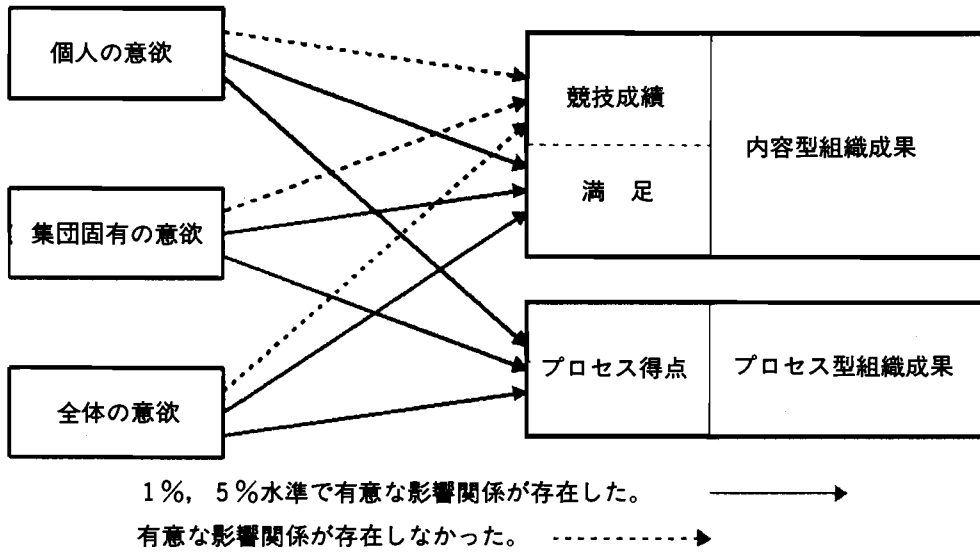 個人の意欲
集団固有の意欲
全体の意欲
競技成績
満　足
内容型組織成果
プロセス得点
プロセス型組織成果
1%，5%水準で有意な影響関係が存在した。
有意な影響関係が存在しなかった。